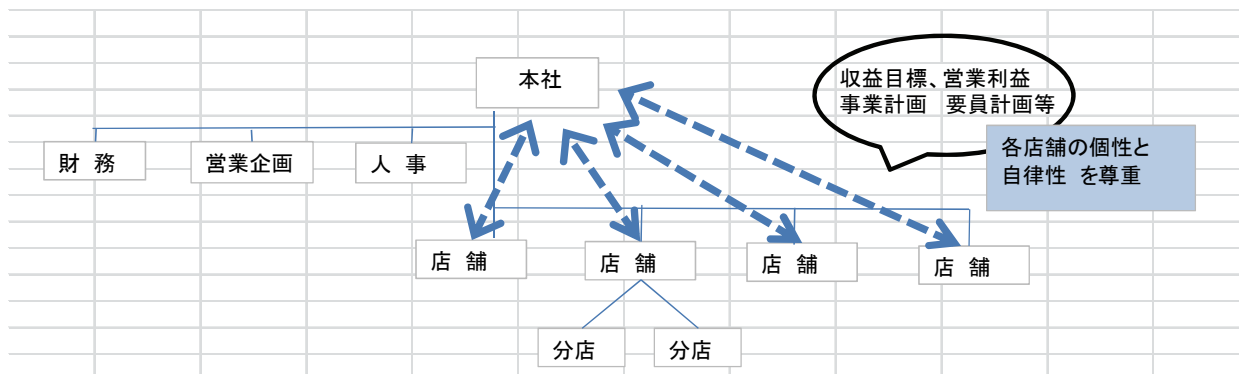 本社
収益目標、営業利益
事業計画　要員計画等
各店舗の個性と
自律性 を尊重
財 務
営業企画
人 事
店 舗
店 舗
店 舗
店 舗
分店
分店